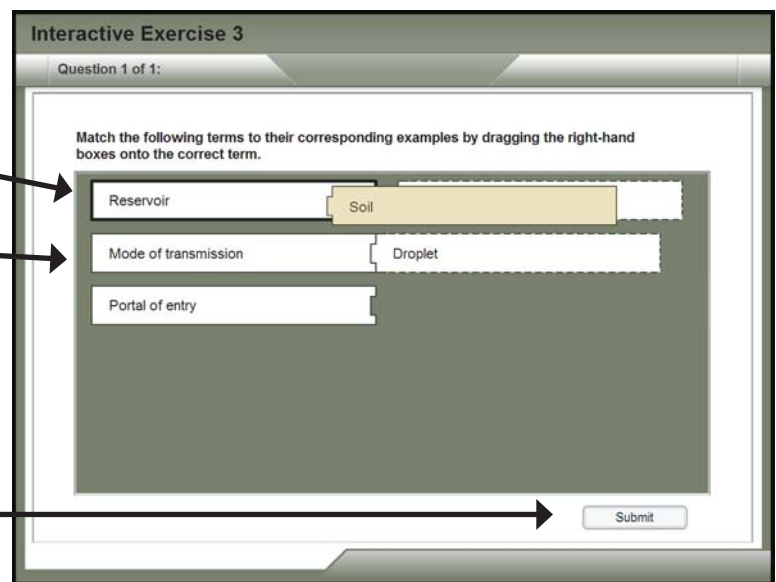 Interactive Exercise 3
Question 1 of 1:
Match the following terms to their corresponding examples by dragging the right-hand
boxes onto the correct term.
Reservoir
Soil
Mode of transmission
Droplet
Portal of entry
Submit